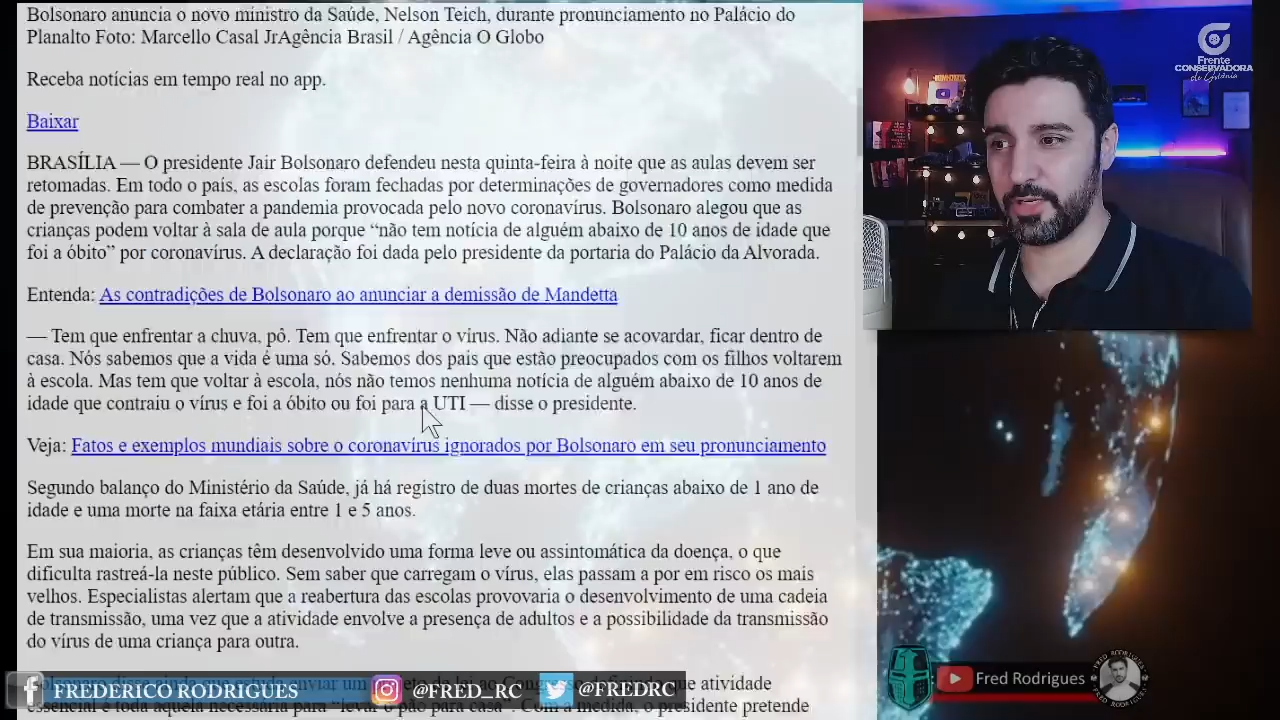 Bolsonaro anuncia o novo ministro da Saúde, Nelson Teich, durante pronunciamento no Palácio do
Planalto Foto: Marcello Casal JrAgência Brasil / Agência O Globo
Receba notícias em tempo real no app.
Baixar
BRASÍLIA — O presidente Jair Bolsonaro defendeu nesta quinta-feira à noite que as aulas devem ser
retomadas. Em todo o país, as escolas foram fechadas por determinações de governadores como medida
de prevenção para combater a pandemia provocada pelo novo coronavírus. Bolsonaro alegou que as
crianças podem voltar à sala de aula porque “não tem notícia de alguém abaixo de 10 anos de idade que
foi a óbito” por coronavírus. A declaração foi dada pelo presidente da portaria do Palácio da Alvorada.
Entenda: As contradições de Bolsonaro ao anunciar a demissão de Mandetta
— Tem que enfrentar a chuva, pô. Tem que enfrentar o vírus. Não adiante se acovardar, ficar dentro de
casa. Nós sabemos que a vida é uma só. Sabemos dos pais que estão preocupados com os filhos voltarem
à escola. Mas tem que voltar à escola, nós não temos nenhuma notícia de alguém abaixo de 10 anos de
idade que contraiu o vírus e foi a óbito ou foi para a UTI — disse o presidente.
Veja: Fatos e exemplos mundiais sobre o coronavírus ignorados por Bolsonaro em seu pronunciamento
Segundo balanço do Ministério da Saúde, já há registro de duas mortes de crianças abaixo de 1 ano de
idade e uma morte na faixa etária entre 1 e 5 anos.
Em sua maioria, as crianças têm desenvolvido uma forma leve ou assintomática da doença, o que
dificulta rastreá-la neste público. Sem saber que carregam o vírus, elas passam a por em risco os mais
velhos. Especialistas alertam que a reabertura das escolas provovaria o desenvolvimento de uma cadeia
de transmissão, uma vez que a atividade envolve a presença de adultos e a possibilidade da transmissão
do vírus de uma criança para outra.
que atividade
essencial é toda aquela necessária para “levar o pão para casa”. Com a medida, o presidente pretende
FREDERICO RODRIGUES
@FRED_RC
@FREDRC
Frente
CONSERVADORA
de Goiânia
Fred Rodrigues
FRED RODRIGUES